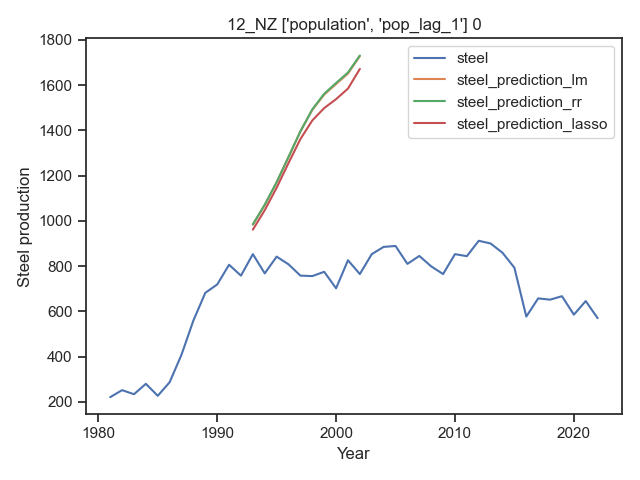 12_NZ ['population', 'pop_lag_1'] 0
1800
1600
1400
1200
1000
800
600
400
200
Steel production
steel
steel_prediction_lm
steel_prediction_rr
steel_prediction_lasso
1980
1990
2000
2010
2020
Year